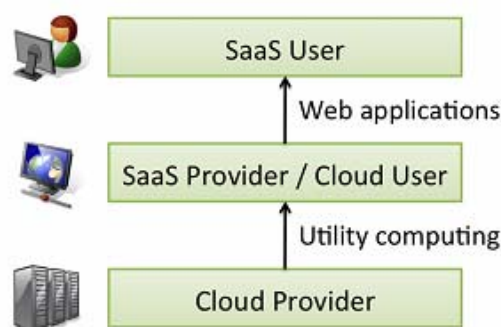 SaaS User
Web applications
SaaS Provider / Cloud User
Utility computing
Cloud Provider